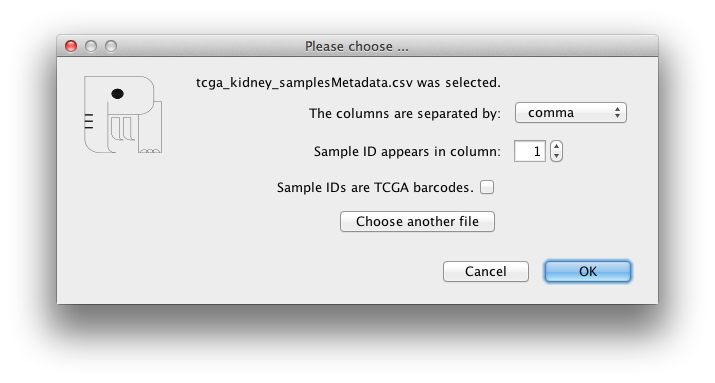 Please choose ...
tcga_kidney_samplesMetadata.csv was selected.
The columns are separated by: comma
Sample ID appears in column: 1
Sample IDs are TCGA barcodes.
Choose another file
Cancel OK